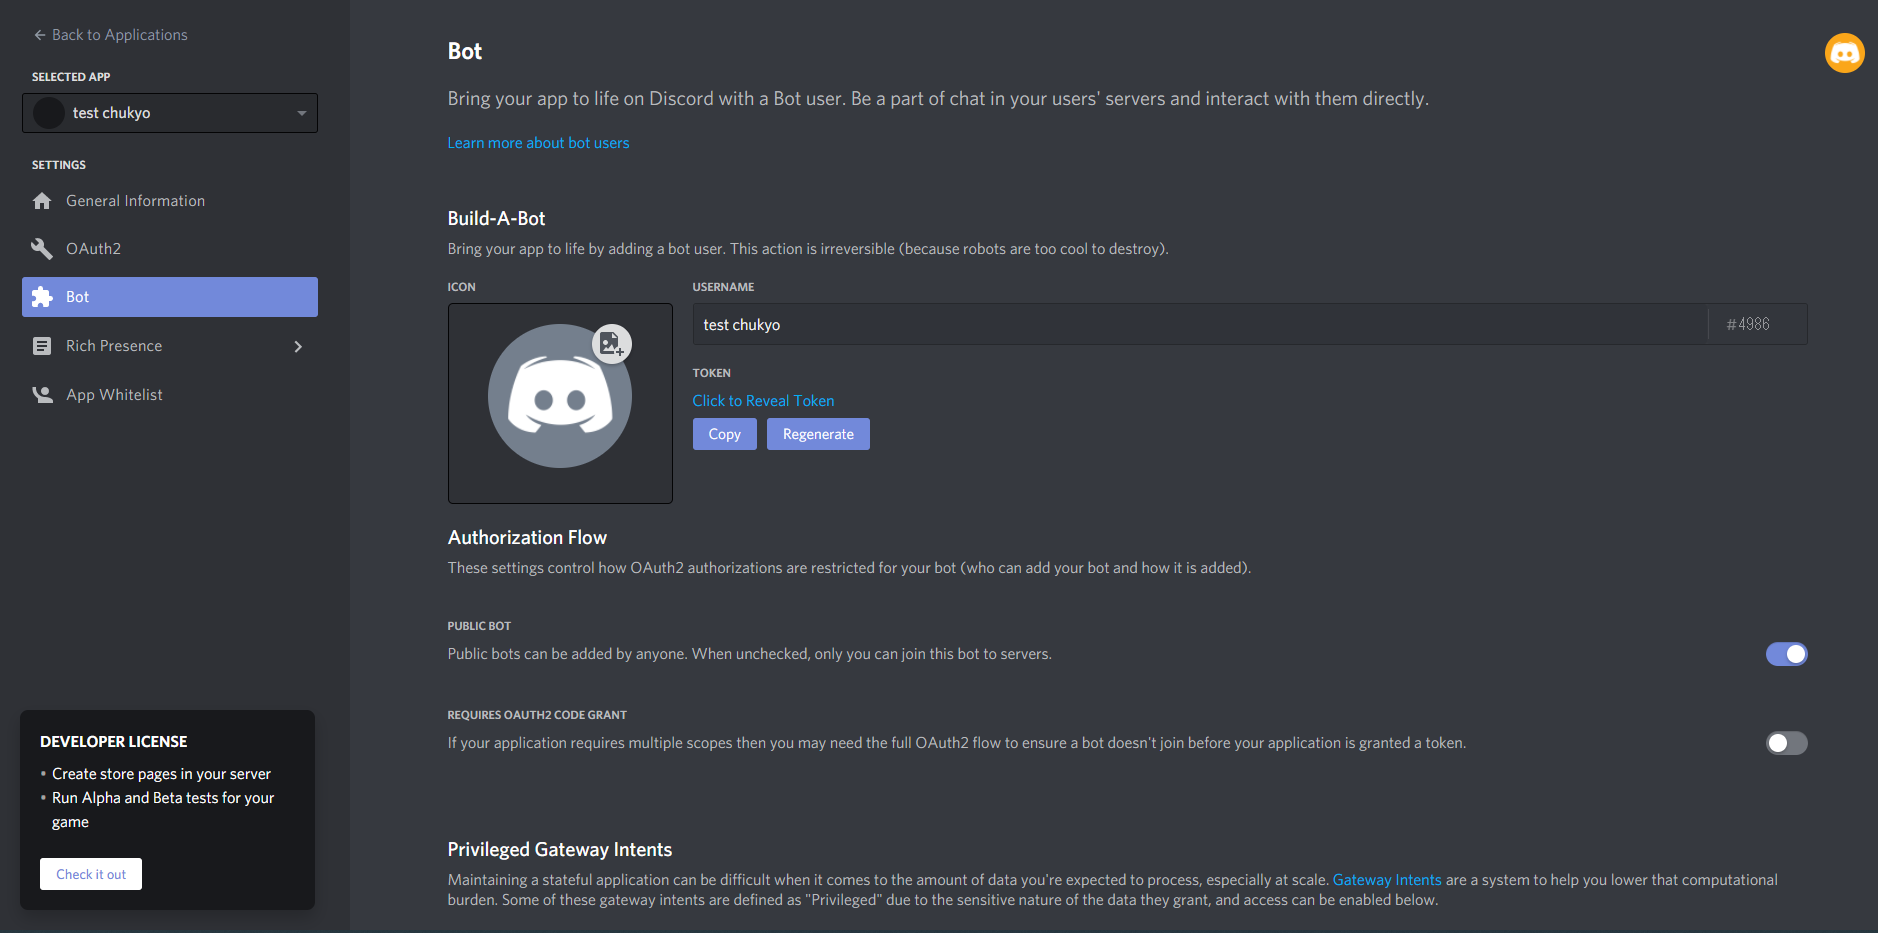 Back to Applications
SELECTED APP
test chukyo
SETTINGS
General Information
OAuth2
Bot
Rich Presence
App Whitelist
DEVELOPER LICENSE
• Create store pages in your server
• Run Alpha and Beta tests for your
game
Check it out
Bot
Bring your app to life on Discord with a Bot user. Be a part of chat in your users' servers and interact with them directly.
Learn more about bot users
Build-A-Bot
Bring your app to life by adding a bot user. This action is irreversible (because robots are too cool to destroy).
ICON
USERNAME
test chukyo
#4986
TOKEN
Click to Reveal Token
Copy Regenerate
Authorization Flow
These settings control how OAuth2 authorizations are restricted for your bot (who can add your bot and how it is added).
PUBLIC BOT
Public bots can be added by anyone. When unchecked, only you can join this bot to servers.
REQUIRES OAUTH2 CODE GRANT
If your application requires multiple scopes then you may need the full OAuth2 flow to ensure a bot doesn't join before your application is granted a token.
Privileged Gateway Intents
Maintaining a stateful application can be difficult when it comes to the amount of data you're expected to process, especially at scale. Gateway Intents are a system to help you lower that computational
burden. Some of these gateway intents are defined as "Privileged" due to the sensitive nature of the data they grant, and access can be enabled below.